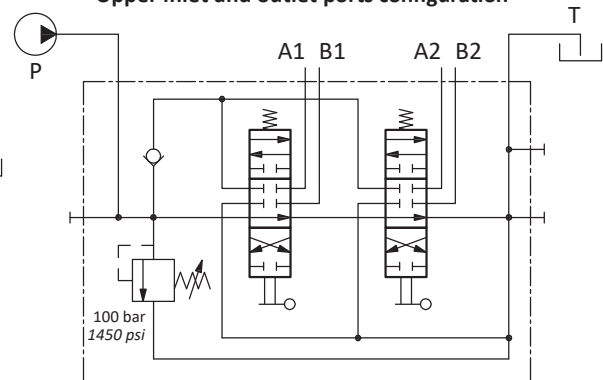 Upper inlet and outlet ports configuration
P
T
A1 B1
A2 B2
100 bar
1450 psi